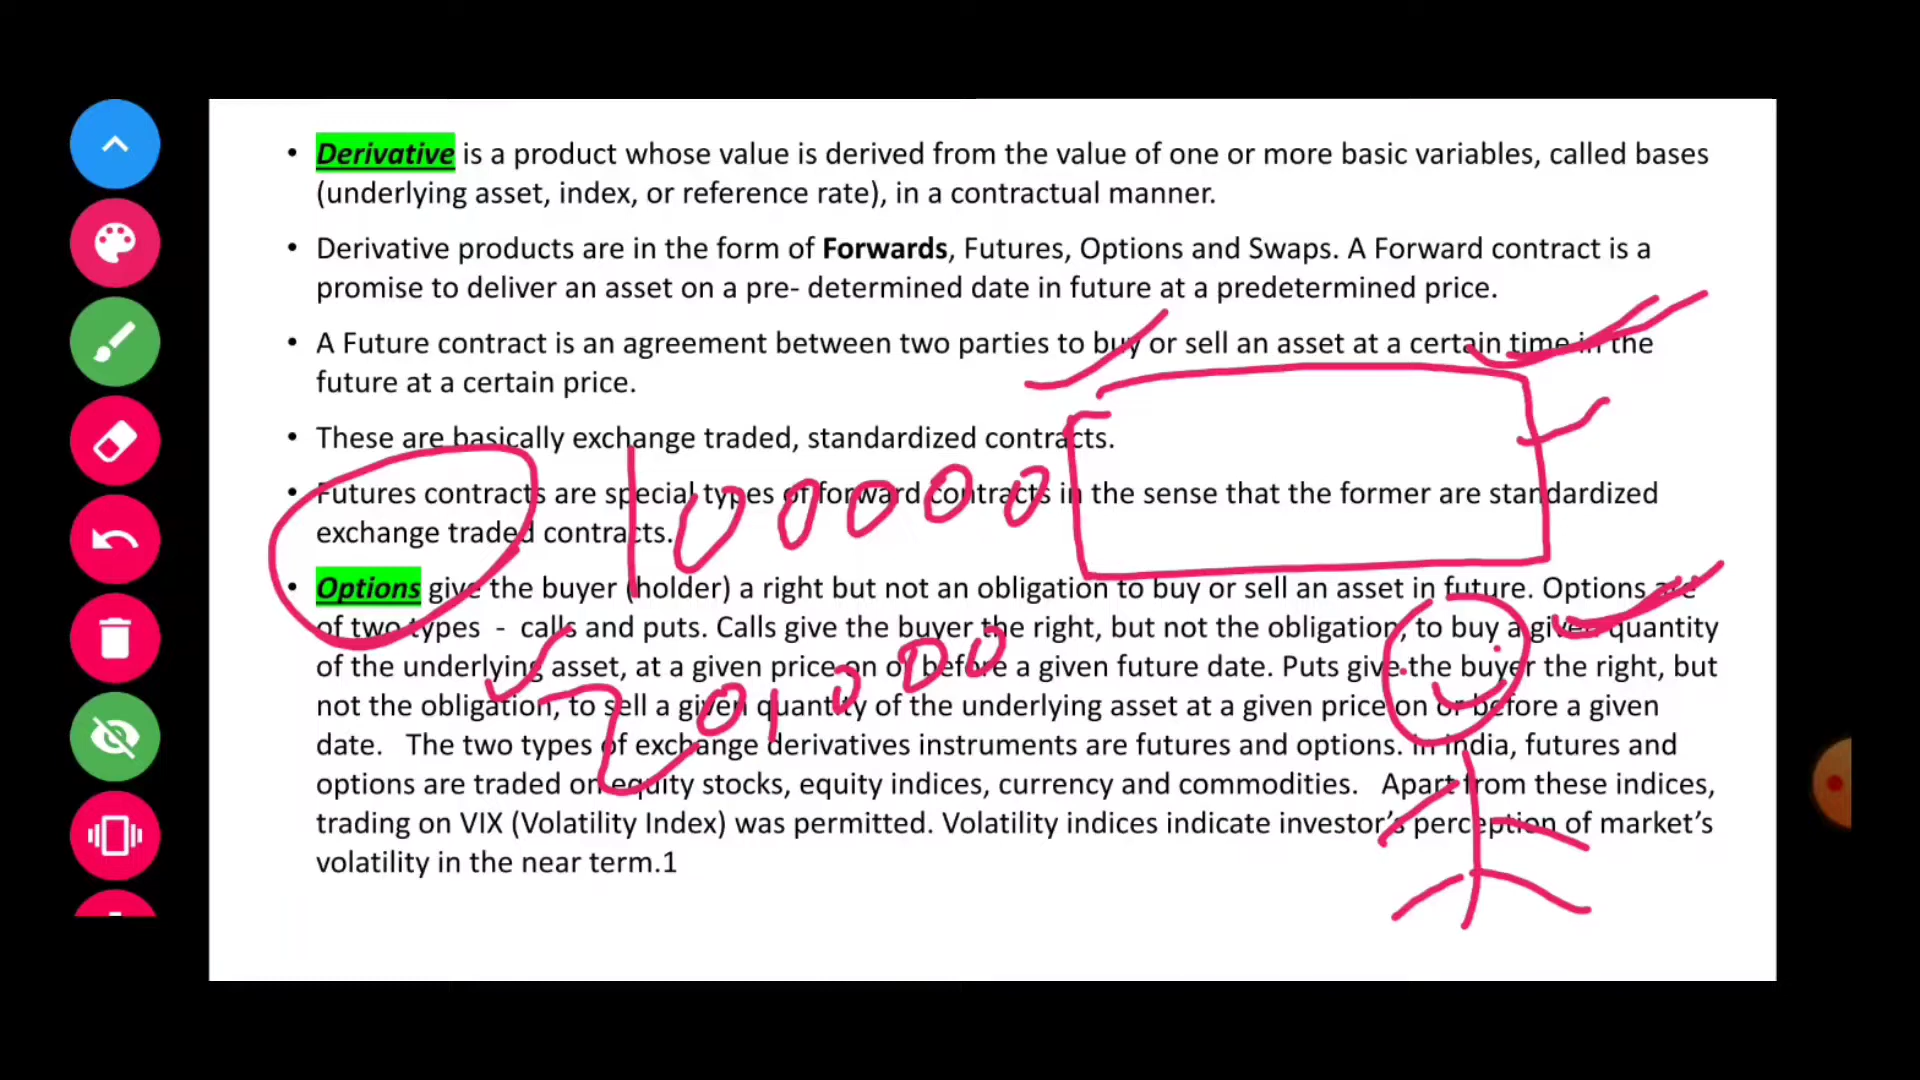 • Derivative is a product whose value is derived from the value of one or more basic variables, called bases
(underlying asset, index, or reference rate), in a contractual manner.
• Derivative products are in the form of Forwards, Futures, Options and Swaps. A Forward contract is a
promise to deliver an asset on a pre- determined date in future at a predetermined price.
• A Future contract is an agreement between two parties to buy or sell an asset at a certain time in the
future at a certain price.
• These are basically exchange traded, standardized contracts.
• Futures contracts are special types of forward contracts in the sense that the former are standardized
exchange traded contracts.
100000
• Options give the buyer (holder) a right but not an obligation to buy or sell an asset in future. Options are
of two types - calls and puts. Calls give the buyer the right, but not the obligation, to buy a given quantity
of the underlying asset, at a given price on or before a given future date. Puts give the buyer the right, but
not the obligation, to sell a given quantity of the underlying asset at a given price on or before a given
20,000
date. The two types of exchange derivatives instruments are futures and options. In India, futures and
options are traded on equity stocks, equity indices, currency and commodities. Apart from these indices,
trading on VIX (Volatility Index) was permitted. Volatility indices indicate investor's perception of market's
volatility in the near term.1